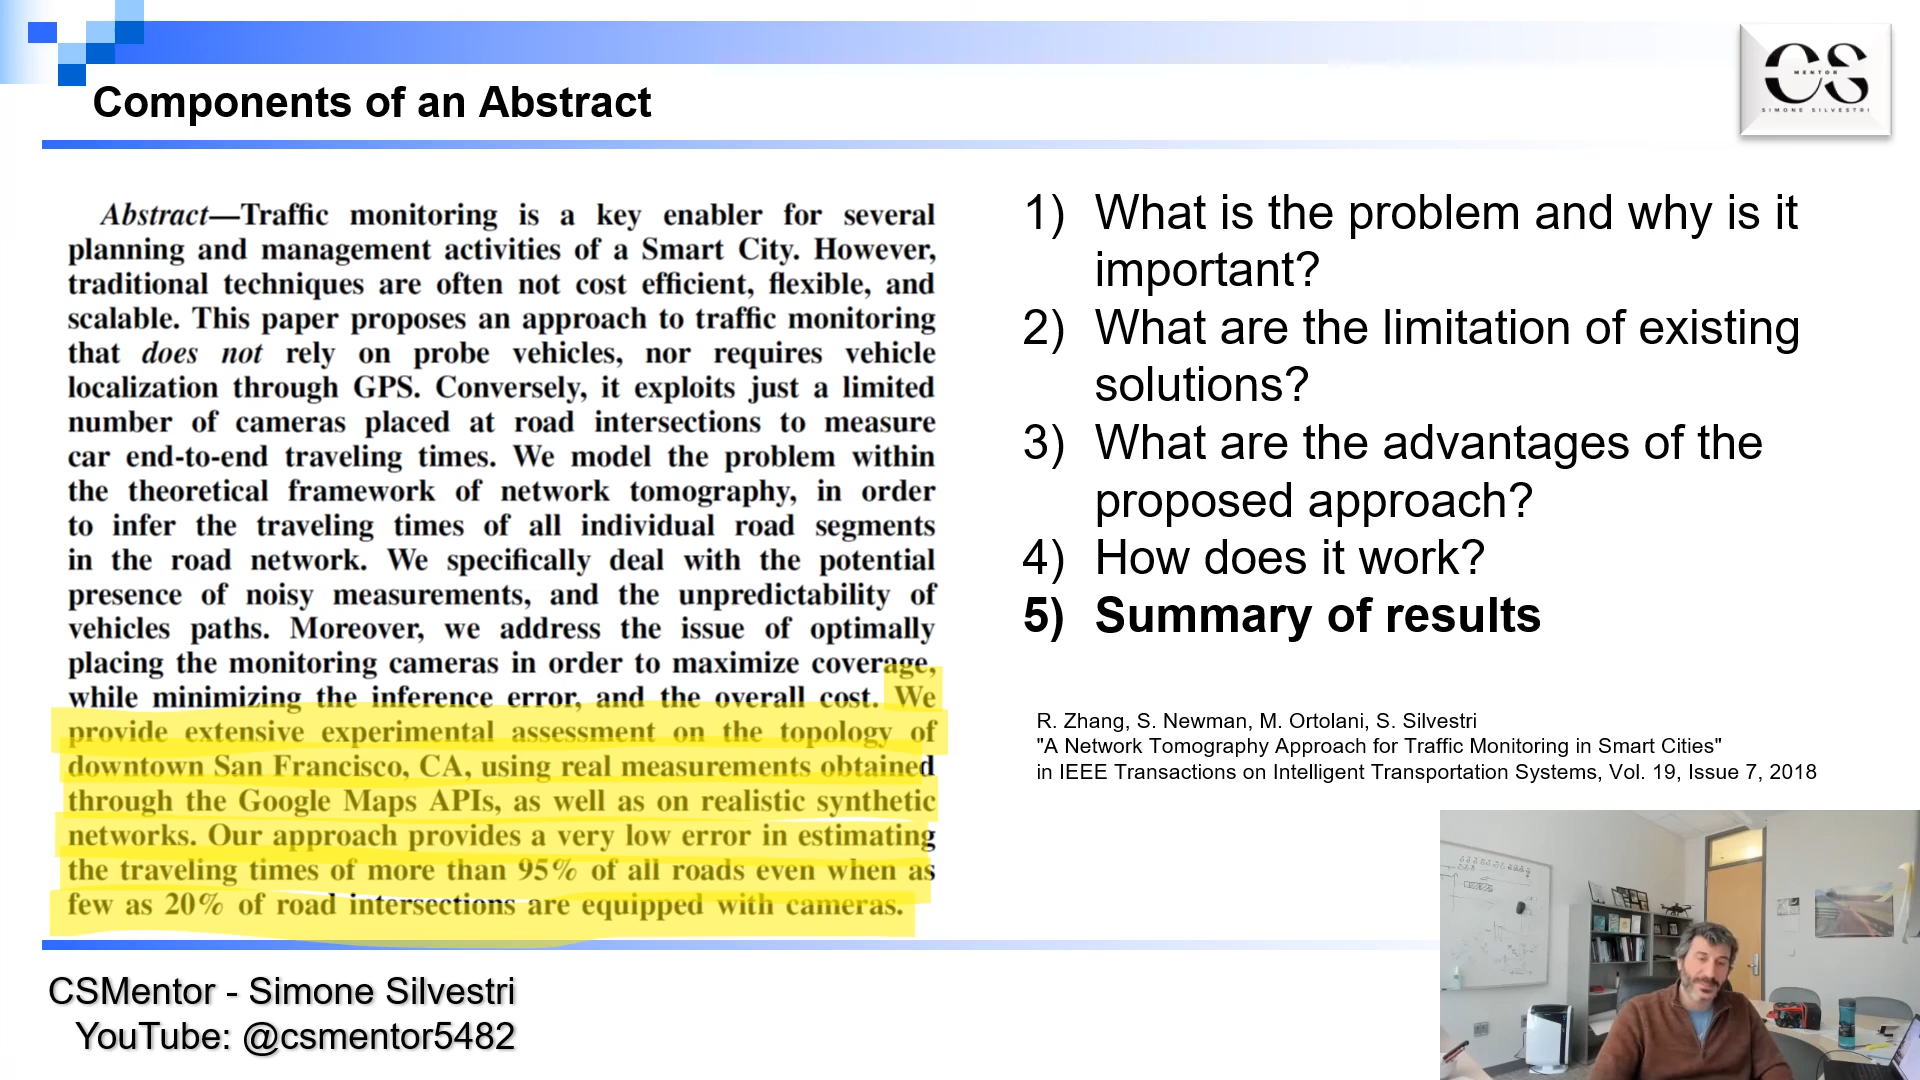 CS
MENTOR
SIMONE SILVESTRI
Components of an Abstract
Abstract—Traffic monitoring is a key enabler for several
planning and management activities of a Smart City. However,
traditional techniques are often not cost efficient, flexible, and
scalable. This paper proposes an approach to traffic monitoring
that does not rely on probe vehicles, nor requires vehicle
localization through GPS. Conversely, it exploits just a limited
number of cameras placed at road intersections to measure
car end-to-end traveling times. We model the problem within
the theoretical framework of network tomography, in order
to infer the traveling times of all individual road segments
in the road network. We specifically deal with the potential
presence of noisy measurements, and the unpredictability of
vehicles paths. Moreover, we address the issue of optimally
placing the monitoring cameras in order to maximize coverage,
while minimizing the inference error, and the overall cost. We
provide extensive experimental assessment on the topology of
downtown San Francisco, CA, using real measurements obtained
through the Google Maps APIs, as well as on realistic synthetic
networks. Our approach provides a very low error in estimating
the traveling times of more than 95% of all roads even when as
few as 20% of road intersections are equipped with cameras.
1) What is the problem and why is it
important?
2) What are the limitation of existing
solutions?
3) What are the advantages of the
proposed approach?
4) How does it work?
5) Summary of results
R. Zhang, S. Newman, M. Ortolani, S. Silvestri
"A Network Tomography Approach for Traffic Monitoring in Smart Cities"
in IEEE Transactions on Intelligent Transportation Systems, Vol. 19, Issue 7, 2018
CSMentor - Simone Silvestri
YouTube: @csmentor5482